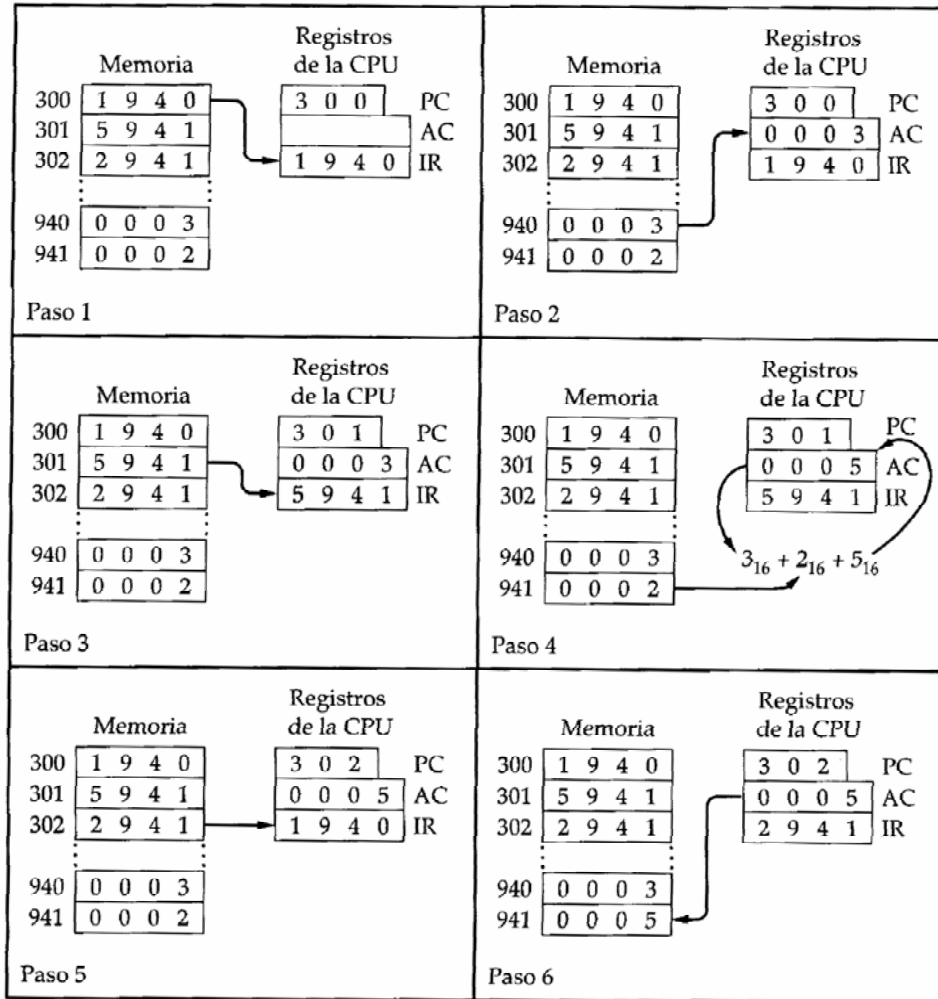 Registros
de la CPU
Memoria
300 1 9 4 0 3 0 0 PC
301 5 9 4 1 AC
302 2 9 4 1 1 9 4 0 IR
940 0 0 0 3
941 0 0 0 2
Paso 1
Registros
de la CPU
Memoria
300 1 9 4 0 3 0 0 PC
301 5 9 4 1 0 0 0 3 AC
302 2 9 4 1 1 9 4 0 IR
940 0 0 0 3
941 0 0 0 2
Paso 2
Registros
de la CPU
Memoria
300 1 9 4 0 3 0 1 PC
301 5 9 4 1 0 0 0 3 AC
302 2 9 4 1 5 9 4 1 IR
940 0 0 0 3
941 0 0 0 2
Paso 3
Registros
de la CPU
Memoria
300 1 9 4 0 3 0 1 PC
301 5 9 4 1 0 0 0 5 AC
302 2 9 4 1 5 9 4 1 IR
940 0 0 0 3 3₁₆ + 2₁₆ + 5₁₆
941 0 0 0 2
Paso 4
Registros
de la CPU
Memoria
300 1 9 4 0 3 0 2 PC
301 5 9 4 1 0 0 0 5 AC
302 2 9 4 1 1 9 4 0 IR
940 0 0 0 3
941 0 0 0 2
Paso 5
Registros
de la CPU
Memoria
300 1 9 4 0 3 0 2 PC
301 5 9 4 1 0 0 0 5 AC
302 2 9 4 1 2 9 4 1 IR
940 0 0 0 3
941 0 0 0 5
Paso 6